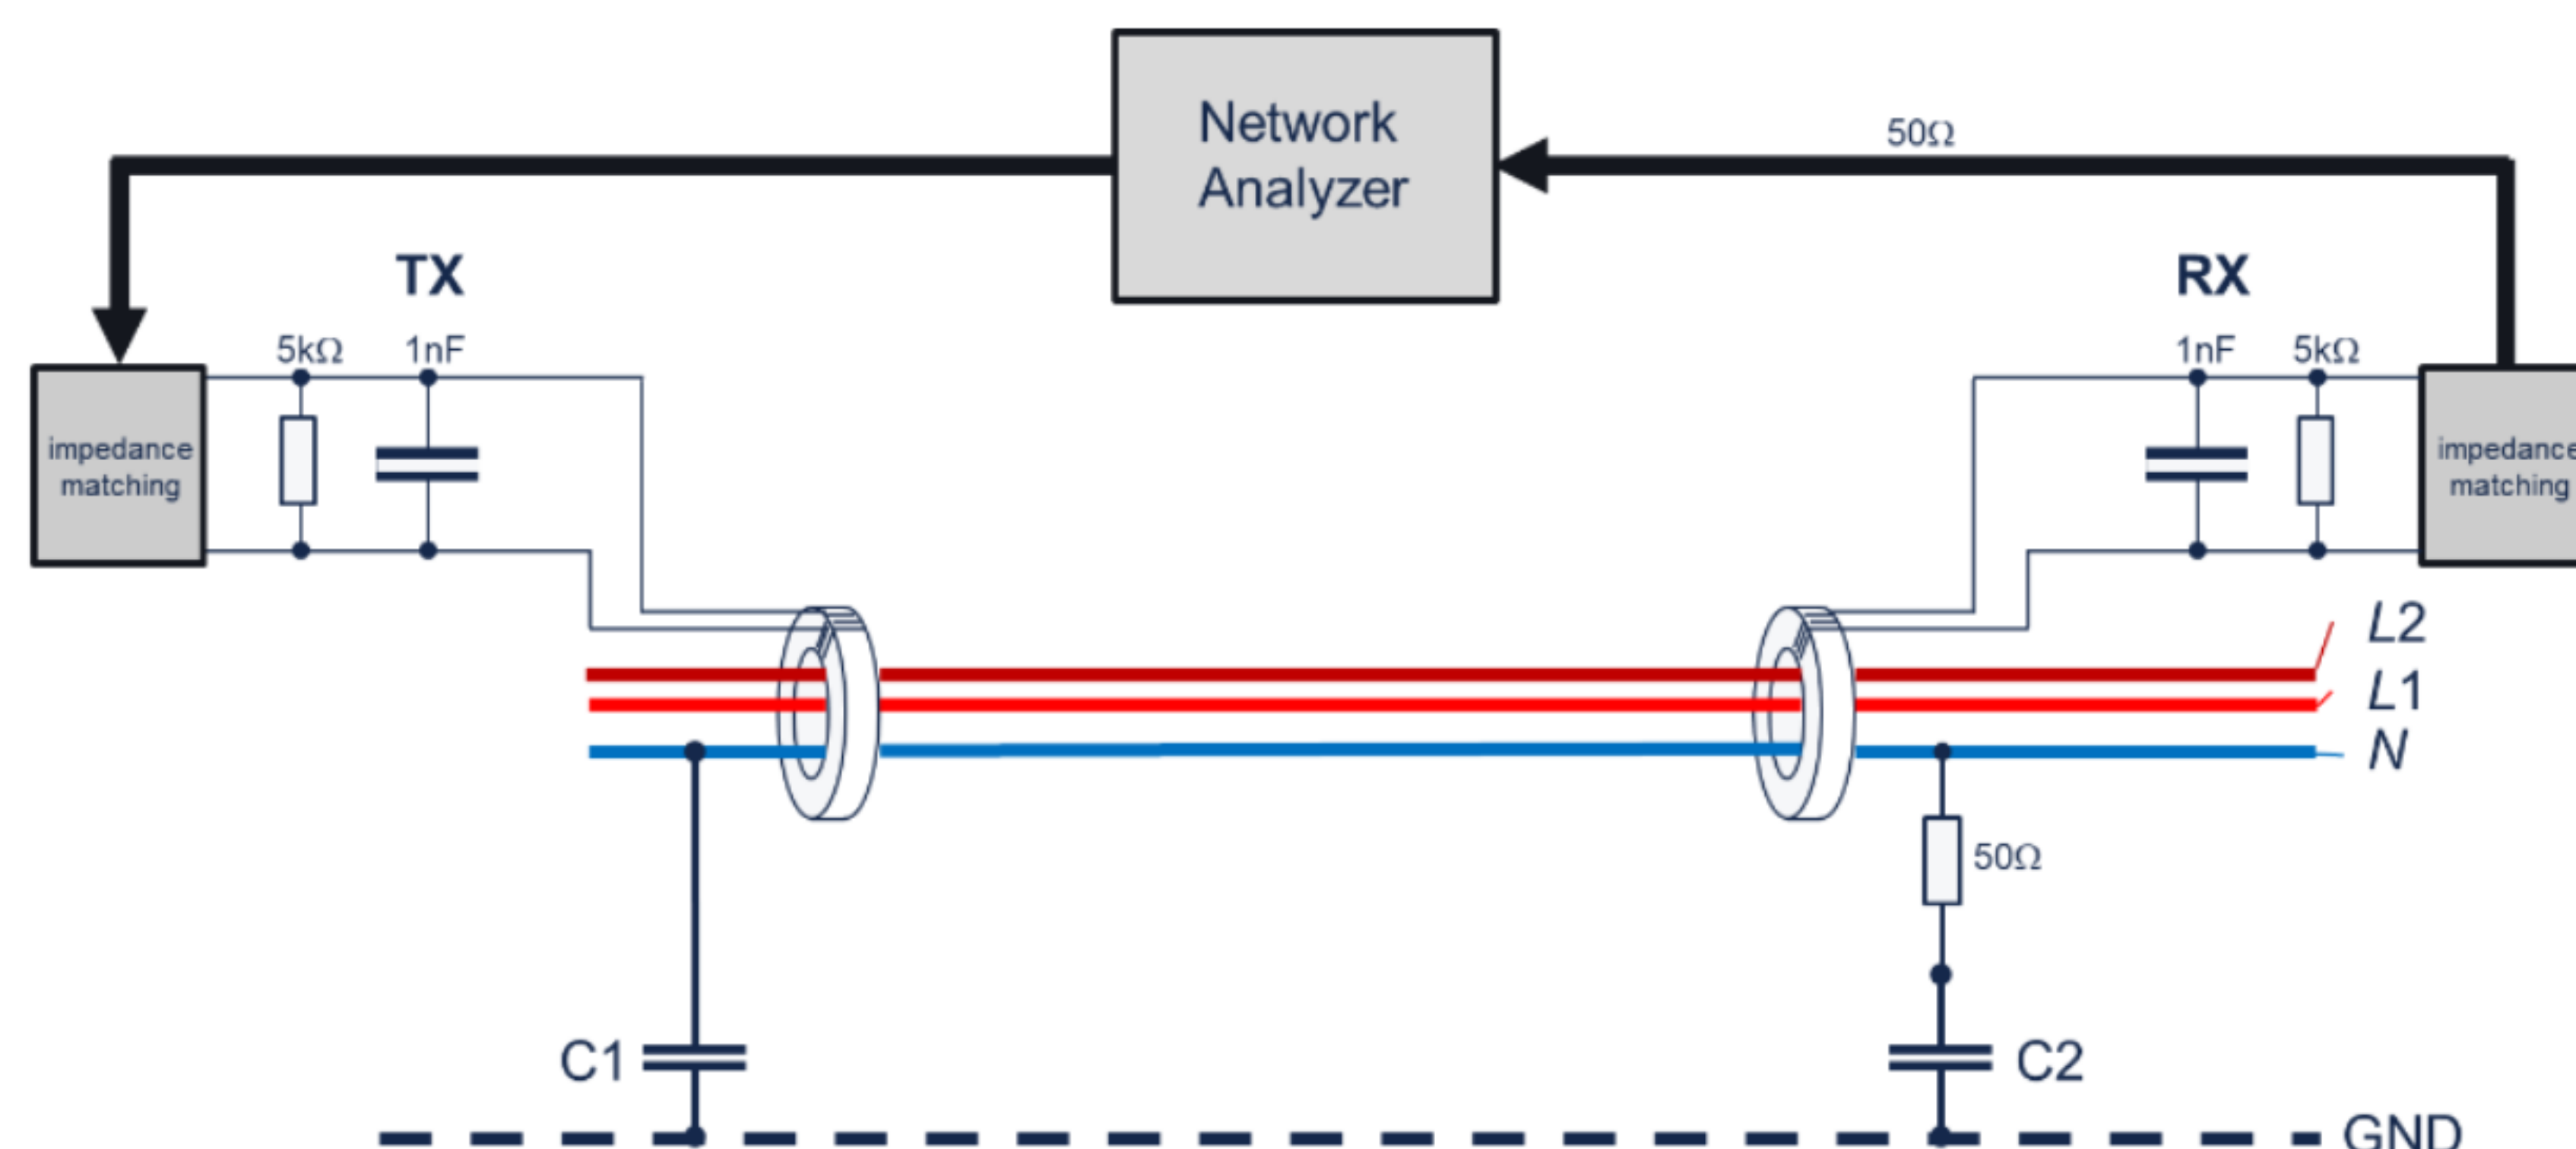 Network
Analyzer
50Ω
TX
RX
5kΩ
1nF
1nF
5kΩ
impedance
matching
impedance
matching
L2
L1
N
50Ω
C1
C2
GND